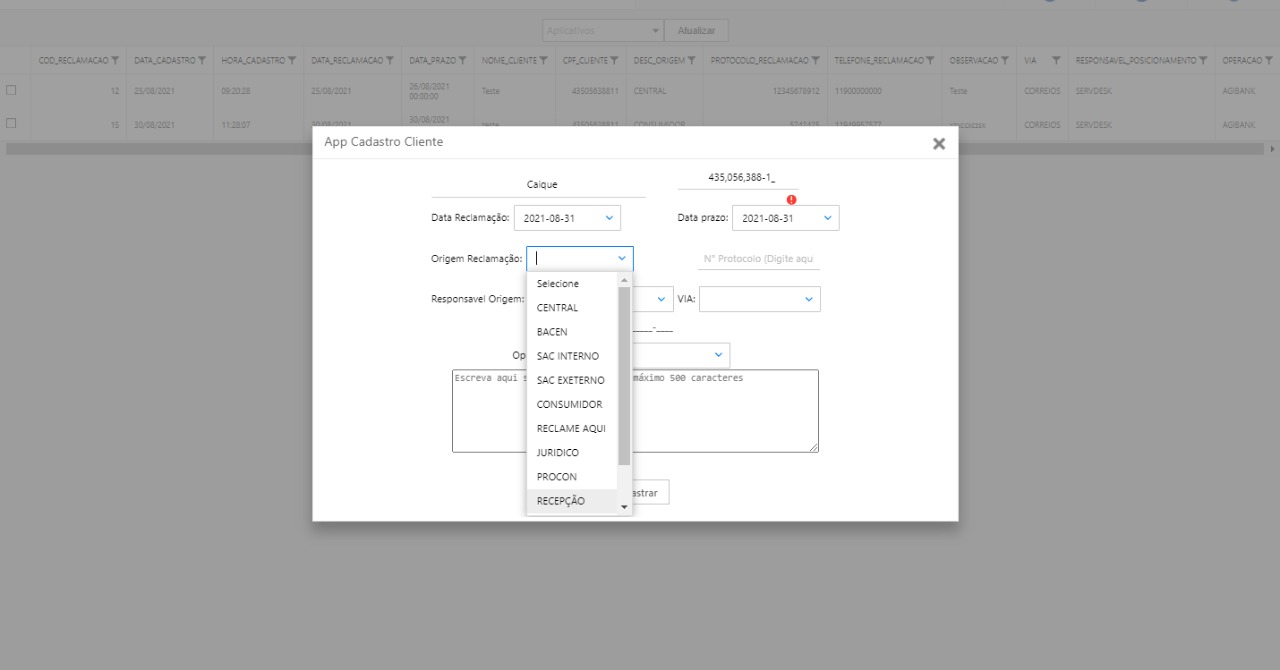 Aplicativos Atualizar
COD_RECLAMACAO DATA_CADASTRO HORA_CADASTRO DATA_RECLAMACAO DATA_PRAZO NOME_CLIENTE CPF_CLIENTE DESC_ORIGEM PROTOCOLO_RECLAMACAO TELEFONE_RECLAMACAO OBSERVACAO VIA RESPONSAVEL_POSICIONAMENTO OPERACAO
12 25/08/2021 09:20:28 25/08/2021 26/08/2021 00:00:00 Teste 43505638811 CENTRAL 12345678912 11900000000 Teste CORREIOS SERVDESK AGIBANK
15 30/08/2021 11:28:07 30/08/2021 30/08/2021 teste 43505638811 CONSUMIDOR 5242425 11949957577 CORREIOS SERVDESK AGIBANK
App Cadastro Cliente
Caique 435,056,388-1_
Data Reclamação: 2021-08-31 Data prazo: 2021-08-31
Origem Reclamação: N° Protocolo (Digite aqu
Selecione
Responsavel Origem: VIA:
CENTRAL
BACEN
____-____
Op
SAC INTERNO
Escreva aqui s máximo 500 caracteres
SAC EXETERNO
CONSUMIDOR
RECLAME AQUI
JURIDICO
PROCON
astrar
RECEPÇÃO